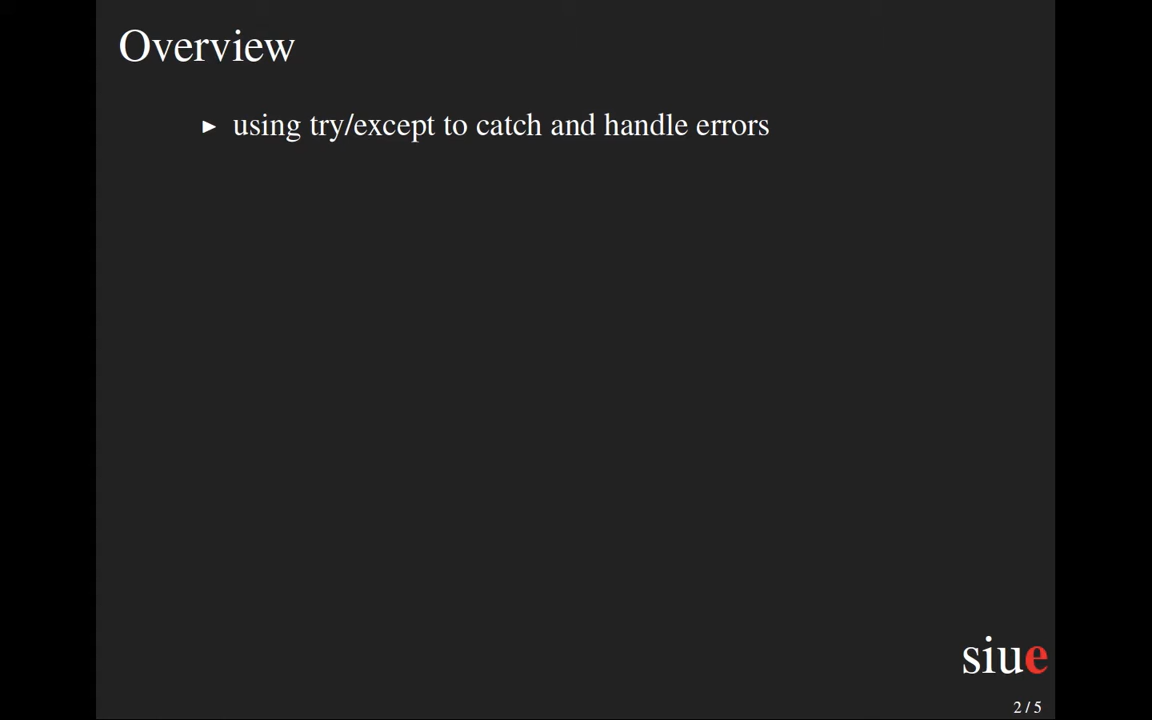 Overview
► using try/except to catch and handle errors
siue
2 / 5